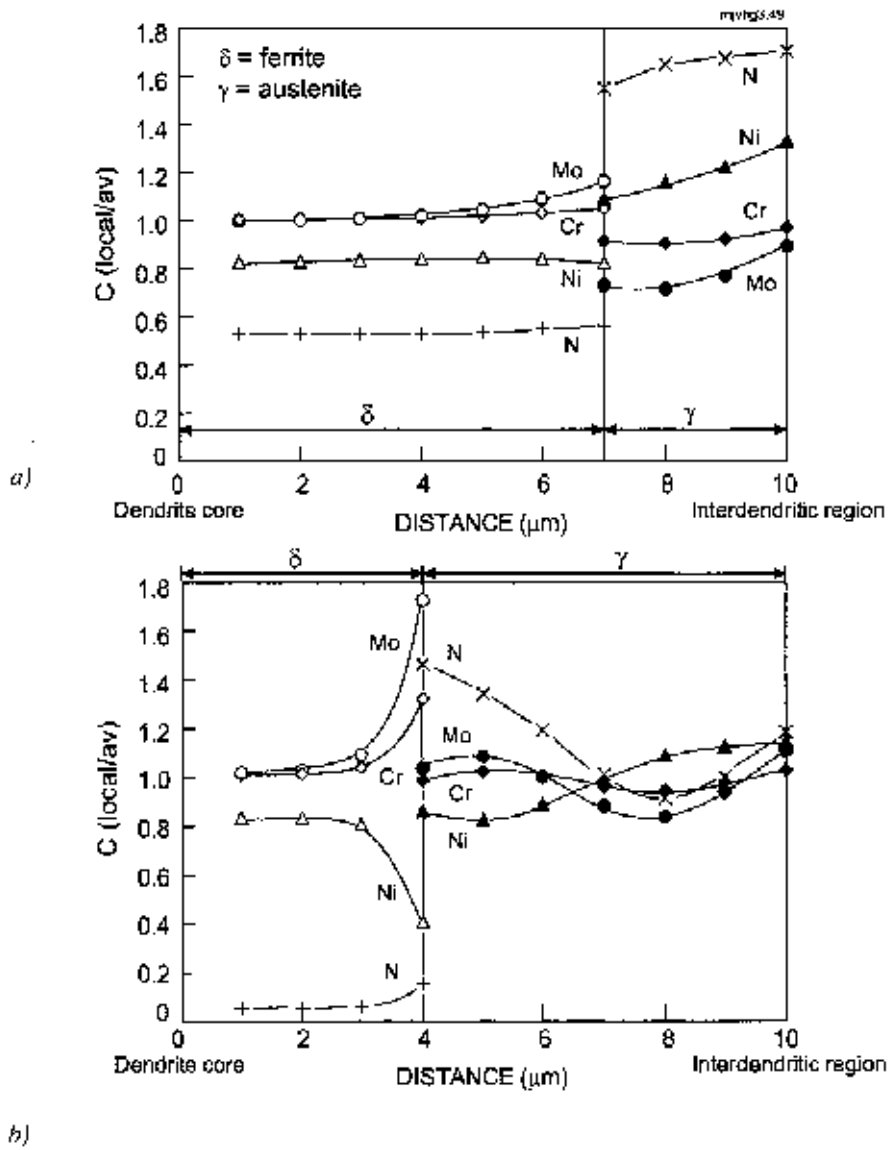 mjvhg3.49
1.8
1.6
1.4
1.2
1.0
0.8
0.6
0.4
0.2
0
C (local/av)
δ = ferrite
γ = austenite
N
Ni
Mo
Cr
Cr
Ni
Mo
N
δ
γ
a)
0 2 4 6 8 10
Dendrite core
DISTANCE (µm)
Interdendritic region
δ
γ
1.8
1.6
1.4
1.2
1.0
0.8
0.6
0.4
0.2
0
C (local/av)
Mo
N
Mo
Cr
Cr
Ni
Ni
N
0 2 4 6 8 10
Dendrite core
DISTANCE (µm)
Interdendritic region
b)